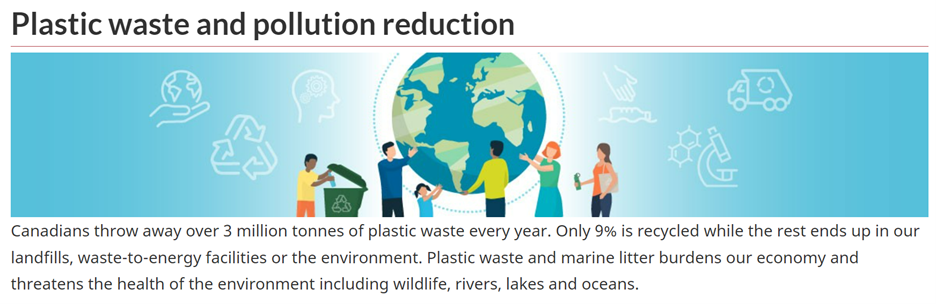 Plastic waste and pollution reduction
Canadians throw away over 3 million tonnes of plastic waste every year. Only 9% is recycled while the rest ends up in our
landfills, waste-to-energy facilities or the environment. Plastic waste and marine litter burdens our economy and
threatens the health of the environment including wildlife, rivers, lakes and oceans.